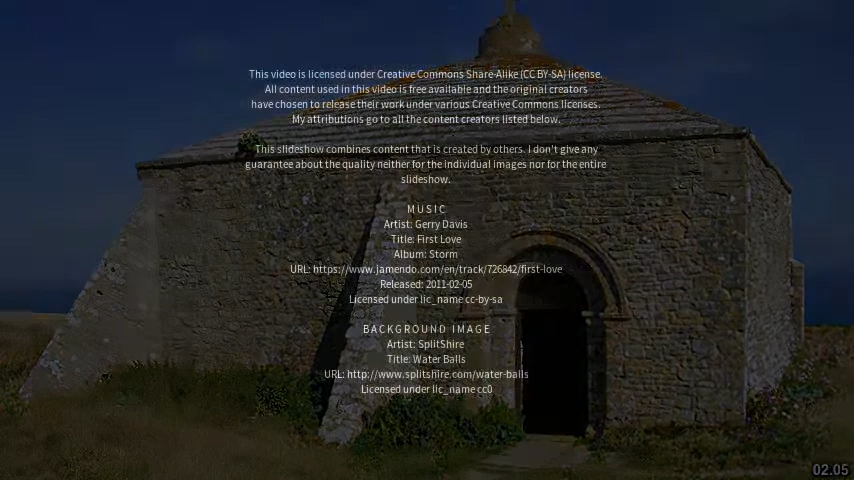 This video is licensed under Creative Commons Share-Alike (CC BY-SA) license.
All content used in this video is free available and the original creators
have chosen to release their work under various Creative Commons licenses.
My attributions go to all the content creators listed below.
This slideshow combines content that is created by others. I don't give any
guarantee about the quality neither for the individual images nor for the entire
slideshow.
MUSIC
Artist: Gerry Davis
Title: First Love
Album: Storm
URL: https://www.jamendo.com/en/track/726842/first-love
Released: 2011-02-05
Licensed under lic_name cc-by-sa
BACKGROUND IMAGE
Artist: SplitShire
Title: Water Balls
URL: http://www.splitshire.com/water-balls
Licensed under lic_name cc0
02.05